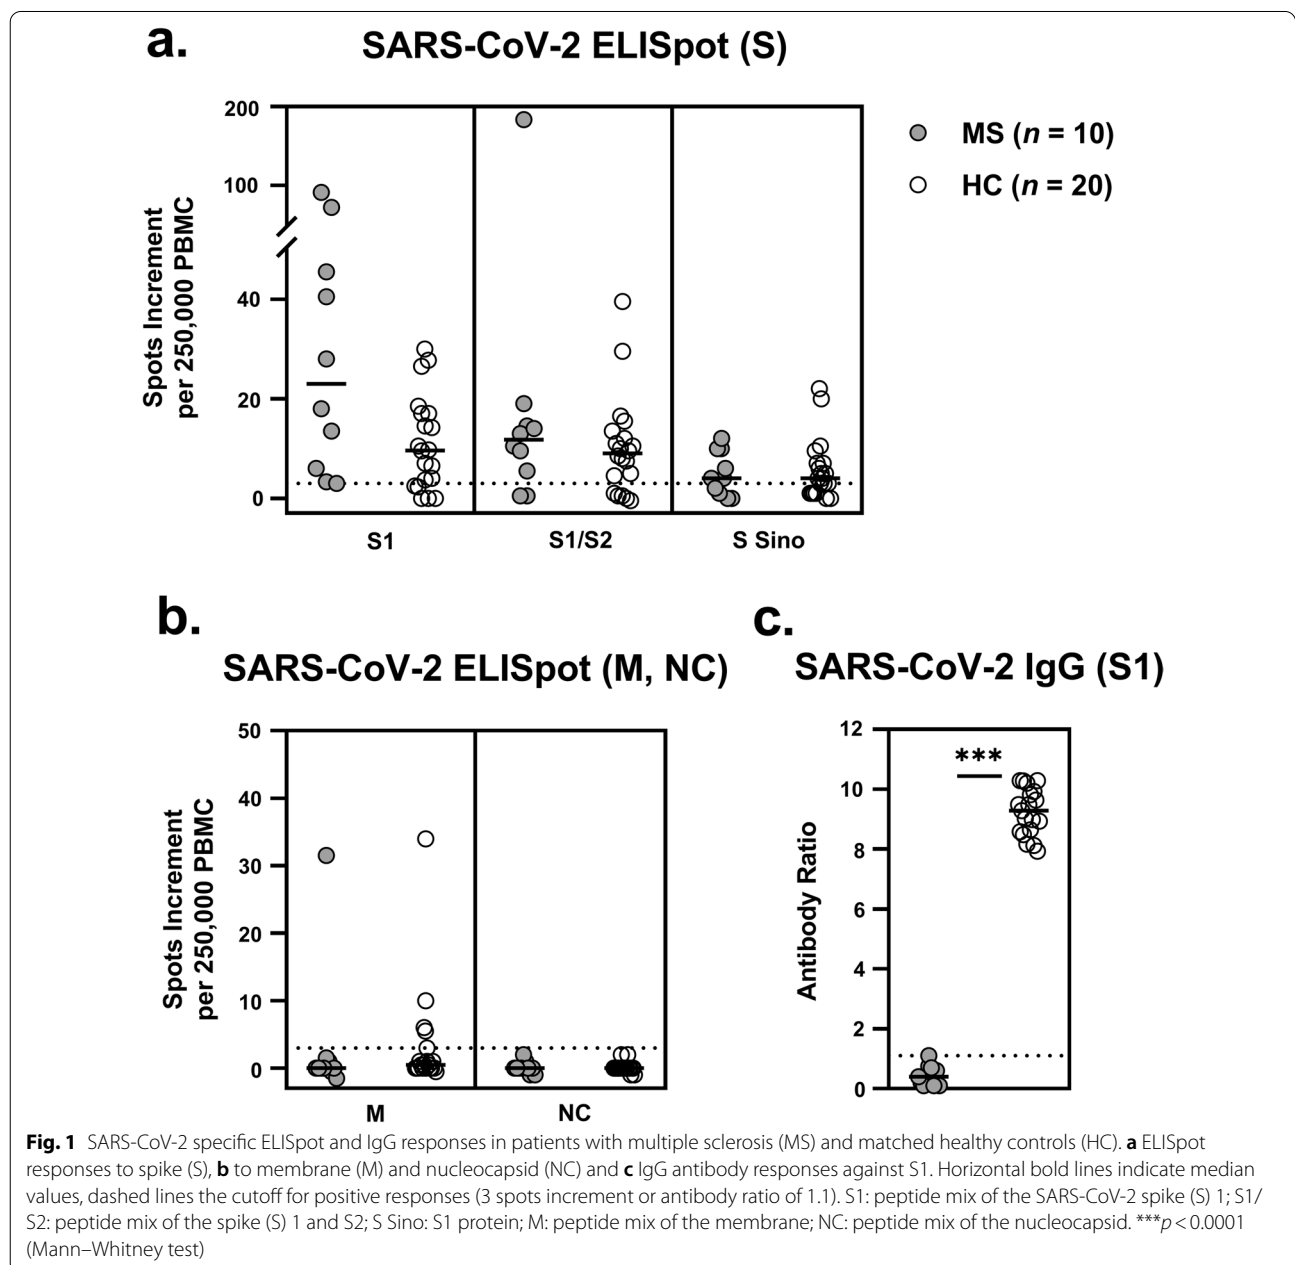 a.
SARS-CoV-2 ELISpot (S)
Spots Increment
per 250,000 PBMC
200
100
40
20
0
S1
S1/S2
S Sino
MS (n = 10)
HC (n = 20)
b.
SARS-CoV-2 ELISpot (M, NC)
Spots Increment
per 250,000 PBMC
50
40
30
20
10
0
M
NC
c.
SARS-CoV-2 IgG (S1)
Antibody Ratio
12
10
8
6
4
2
0
***
Fig. 1 SARS-CoV-2 specific ELISpot and IgG responses in patients with multiple sclerosis (MS) and matched healthy controls (HC). a ELISpot
responses to spike (S), b to membrane (M) and nucleocapsid (NC) and c IgG antibody responses against S1. Horizontal bold lines indicate median
values, dashed lines the cutoff for positive responses (3 spots increment or antibody ratio of 1.1). S1: peptide mix of the SARS-CoV-2 spike (S) 1; S1/
S2: peptide mix of the spike (S) 1 and S2; S Sino: S1 protein; M: peptide mix of the membrane; NC: peptide mix of the nucleocapsid. ***p < 0.0001
(Mann–Whitney test)